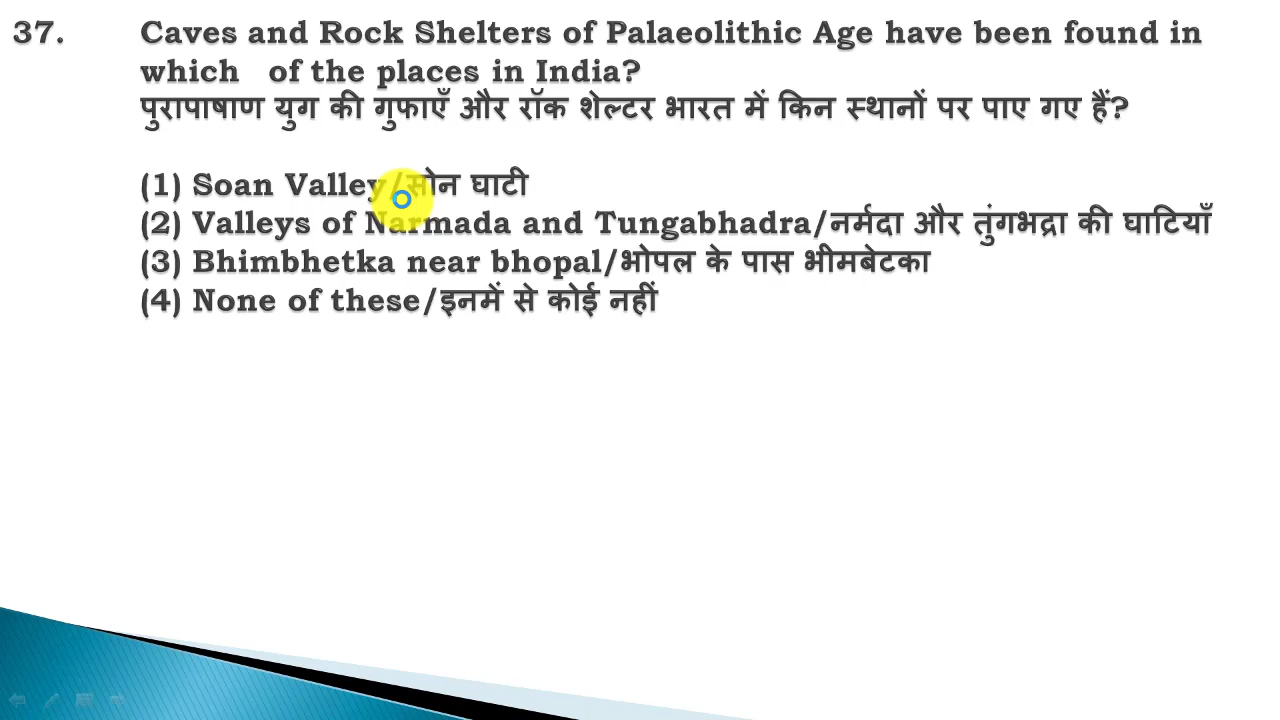 37. Caves and Rock Shelters of Palaeolithic Age have been found in
which of the places in India?
पुरापाषाण युग की गुफाएँ और रॉक शेल्टर भारत में किन स्थानों पर पाए गए हैं?
(1) Soan Valley/सोन घाटी
(2) Valleys of Narmada and Tungabhadra/नर्मदा और तुंगभद्रा की घाटियाँ
(3) Bhimbhetka near bhopal/भोपल के पास भीमबेटका
(4) None of these/इनमें से कोई नहीं